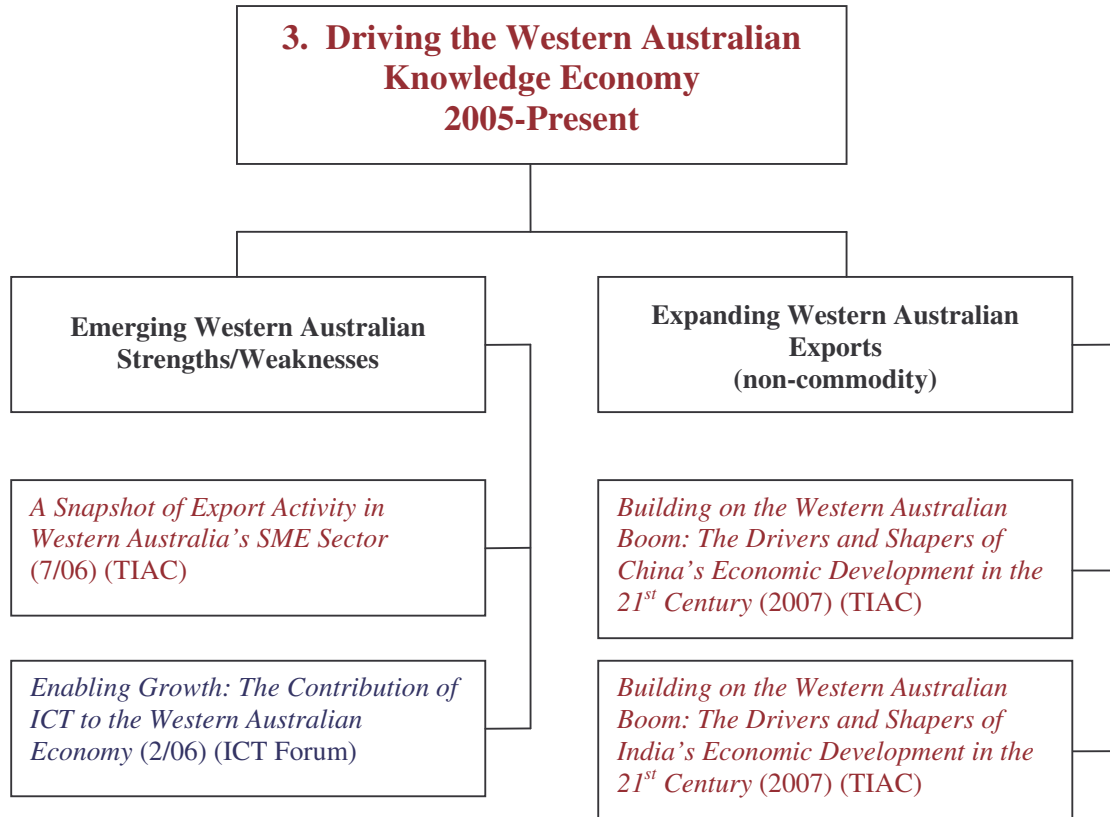 3. Driving the Western Australian
Knowledge Economy
2005-Present
Emerging Western Australian
Strengths/Weaknesses
Expanding Western Australian
Exports
(non-commodity)
A Snapshot of Export Activity in
Western Australia’s SME Sector
(7/06) (TIAC)
Building on the Western Australian
Boom: The Drivers and Shapers of
China’s Economic Development in the
21st Century (2007) (TIAC)
Enabling Growth: The Contribution of
ICT to the Western Australian
Economy (2/06) (ICT Forum)
Building on the Western Australian
Boom: The Drivers and Shapers of
India’s Economic Development in the
21st Century (2007) (TIAC)